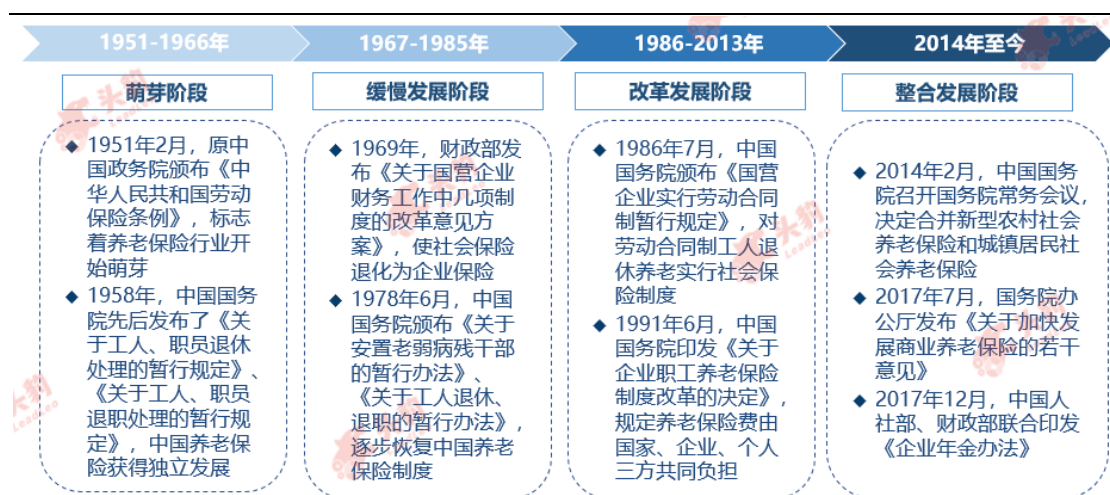 1951-1966年
1967-1985年
1986-2013年
2014年至今
萌芽阶段
缓慢发展阶段
改革发展阶段
整合发展阶段
1951年2月，原中
国政务院颁布《中
华人民共和国劳动
保险条例》，标志
着养老保险行业开
始萌芽
1958年，中国国务
院先后发布了《关
于工人、职员退休
处理的暂行规定》、
《关于工人、职员
退职处理的暂行规
定》，中国养老保
险获得独立发展
1969年，财政部发
布《关于国营企业
财务工作中几项制
度的改革意见方
案》，使社会保险
退化为企业保险
1978年6月，中国
国务院颁布《关于
安置老弱病残干部
的暂行办法》、
《关于工人退休、
退职的暂行办法》，
逐步恢复中国养老
保险制度
1986年7月，中国
国务院颁布《国营
企业实行劳动合同
制暂行规定》，对
劳动合同制工人退
休养老实行社会保
险制度
1991年6月，中国
国务院印发《关于
企业职工养老保险
制度改革的决定》，
规定养老保险费由
国家、企业、个人
三方共同负担
2014年2月，中国国务
院召开国务院常务会议，
决定合并新型农村社会
养老保险和城镇居民社
会养老保险
2017年7月，国务院办
公厅发布《关于加快发
展商业养老保险的若干
意见》
2017年12月，中国人
社部、财政部联合印发
《企业年金办法》
头豹
LeadLeo
头豹
LeadLeo
头豹
LeadLeo
头豹
LeadLeo